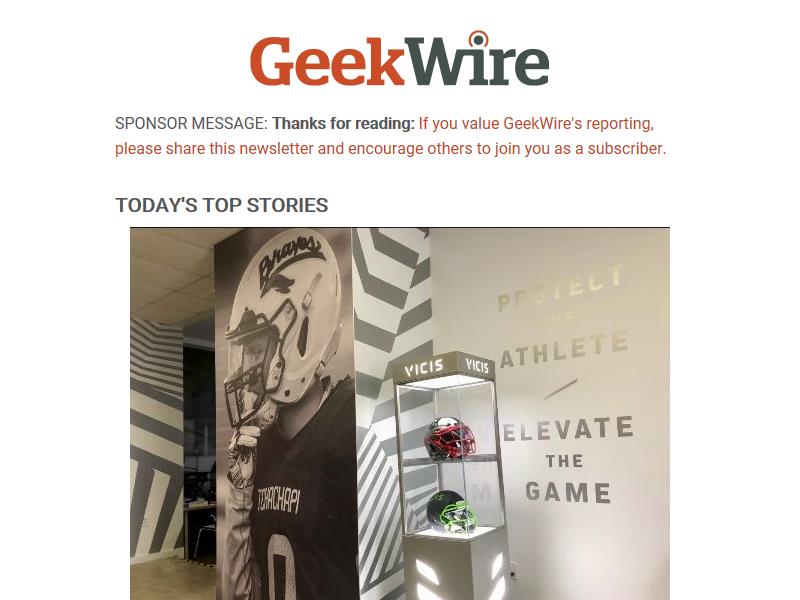 GeekWire
SPONSOR MESSAGE: Thanks for reading: If you value GeekWire's reporting,
please share this newsletter and encourage others to join you as a subscriber.
TODAY'S TOP STORIES
Braves
PROTECT
THE
ATHLETE
VICIS VICIS
ELEVATE
THE
GAME
TEHACHAPI